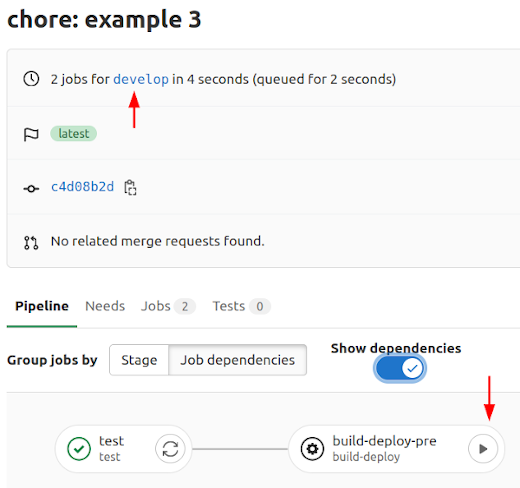 chore: example 3
2 jobs for develop in 4 seconds (queued for 2 seconds)
latest
c4d08b2d
No related merge requests found.
Pipeline Needs Jobs 2 Tests 0
Group jobs by Stage Job dependencies Show dependencies
test
test
build-deploy-pre
build-deploy